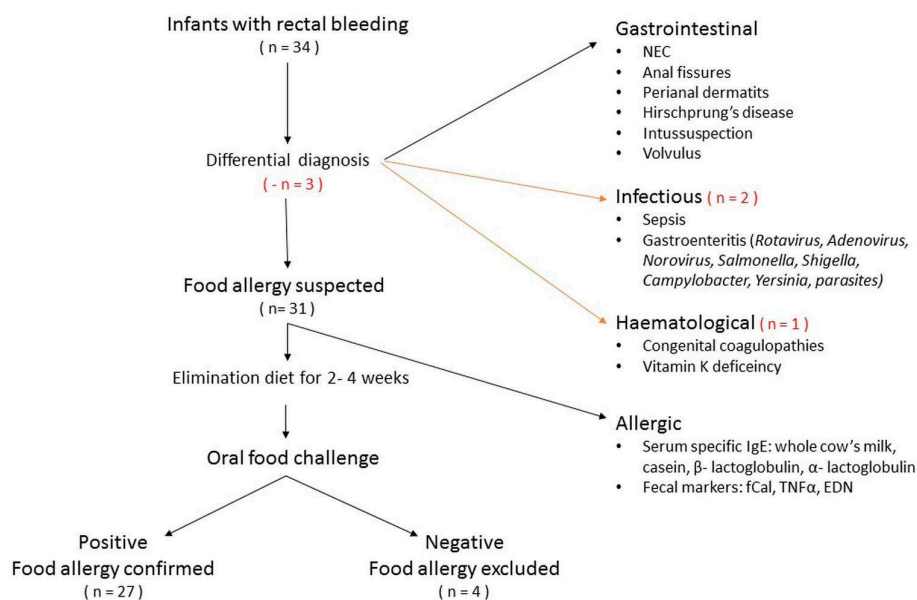 Infants with rectal bleeding
( n = 34 )
Differential diagnosis
( - n = 3 )
Food allergy suspected
( n= 31 )
Elimination diet for 2- 4 weeks
Oral food challenge
Positive
Food allergy confirmed
( n = 27 )
Negative
Food allergy excluded
( n = 4 )
Gastrointestinal
• NEC
• Anal fissures
• Perianal dermatits
• Hirschprung's disease
• Intussuspection
• Volvulus
Infectious ( n = 2 )
• Sepsis
• Gastroenteritis (Rotavirus, Adenovirus,
Norovirus, Salmonella, Shigella,
Campylobacter, Yersinia, parasites)
Haematological ( n = 1 )
• Congenital coagulopathies
• Vitamin K deficeincy
Allergic
• Serum specific IgE: whole cow's milk,
casein, β- lactoglobulin, α- lactoglobulin
• Fecal markers: fCal, TNFα, EDN